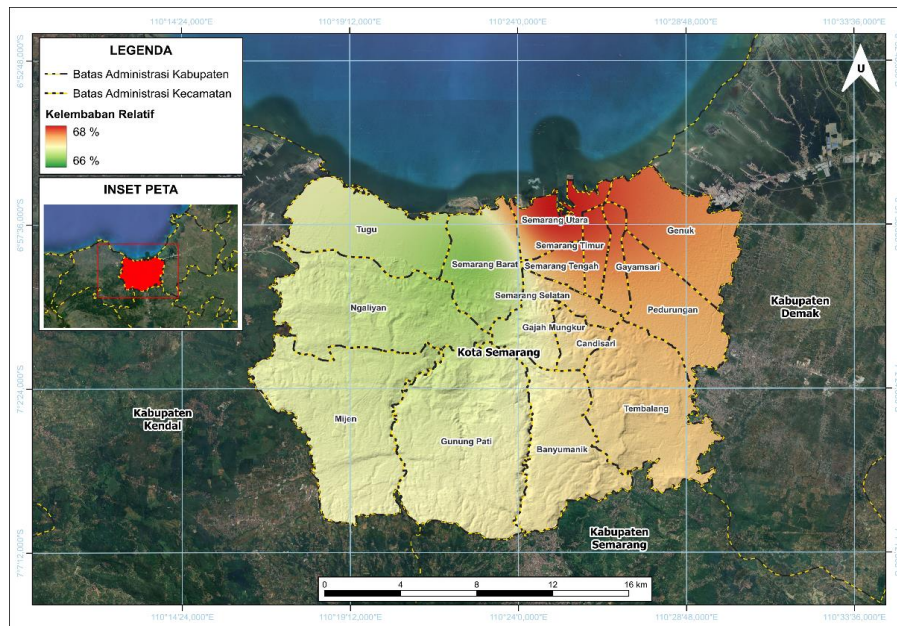 110°14'24,000"E
110°19'12,000"E
110°24'0,000"E
110°28'48,000"E
110°33'36,000"E
LEGENDA
Batas Administrasi Kabupaten
Batas Administrasi Kecamatan
Kelembaban Relatif
68 %
66 %
INSET PETA
U
6°52'48,000"S
6°57'36,000"S
7°2'24,000"S
7°7'12,000"S
Semarang Utara
Tugu
Genuk
Semarang Timur
Semarang Barat
Semarang Tengah
Gayamsari
Semarang Selatan
Ngaliyan
Pedurungan
Kabupaten
Demak
Gajah Mungkur
Candisari
Kota Semarang
Mijen
Tembalang
Kabupaten
Kendal
Gunung Pati
Banyumanik
Kabupaten
Semarang
0
4
8
12
16 km
110°14'24,000"E
110°19'12,000"E
110°24'0,000"E
110°28'48,000"E
110°33'36,000"E